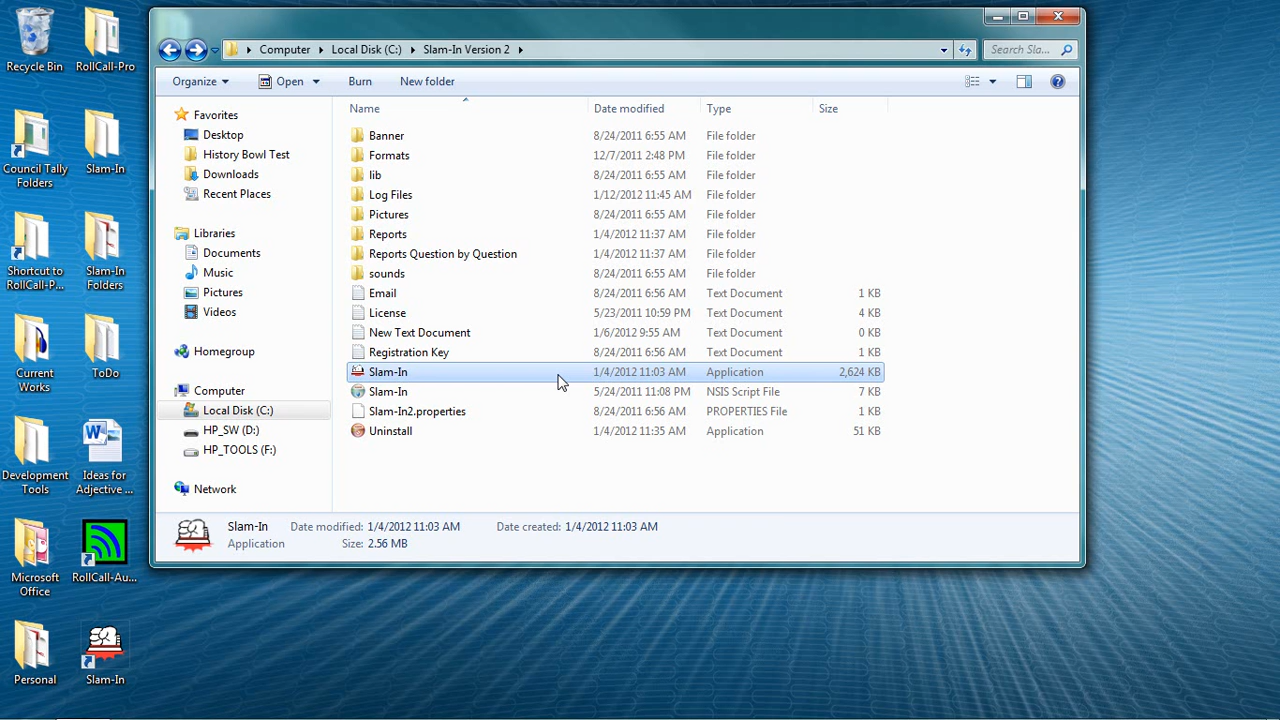 Recycle Bin
RollCall-Pro
Council Tally
Folders
Slam-In
Shortcut to
RollCall-P...
Slam-In
Folders
Current
Works
ToDo
Development
Tools
Ideas for
Adjective ...
Microsoft
Office
RollCall-Au...
Personal
Slam-In
Computer Local Disk (C:) Slam-In Version 2
Search Sla...
Organize Open Burn New folder
Favorites
Desktop
History Bowl Test
Downloads
Recent Places
Libraries
Documents
Music
Pictures
Videos
Homegroup
Computer
Local Disk (C:)
HP_SW (D:)
HP_TOOLS (F:)
Network
Name Date modified Type Size
Banner 8/24/2011 6:55 AM File folder
Formats 12/7/2011 2:48 PM File folder
lib 8/24/2011 6:55 AM File folder
Log Files 1/12/2012 11:45 AM File folder
Pictures 8/24/2011 6:55 AM File folder
Reports 1/4/2012 11:37 AM File folder
Reports Question by Question 1/4/2012 11:37 AM File folder
sounds 8/24/2011 6:55 AM File folder
Email 8/24/2011 6:56 AM Text Document 1 KB
License 5/23/2011 10:59 PM Text Document 4 KB
New Text Document 1/6/2012 9:55 AM Text Document 0 KB
Registration Key 8/24/2011 6:56 AM Text Document 1 KB
Slam-In 1/4/2012 11:03 AM Application 2,624 KB
Slam-In 5/24/2011 11:08 PM NSIS Script File 7 KB
Slam-In2.properties 8/24/2011 6:56 AM PROPERTIES File 1 KB
Uninstall 1/4/2012 11:35 AM Application 51 KB
Slam-In Date modified: 1/4/2012 11:03 AM Date created: 1/4/2012 11:03 AM
Application Size: 2.56 MB